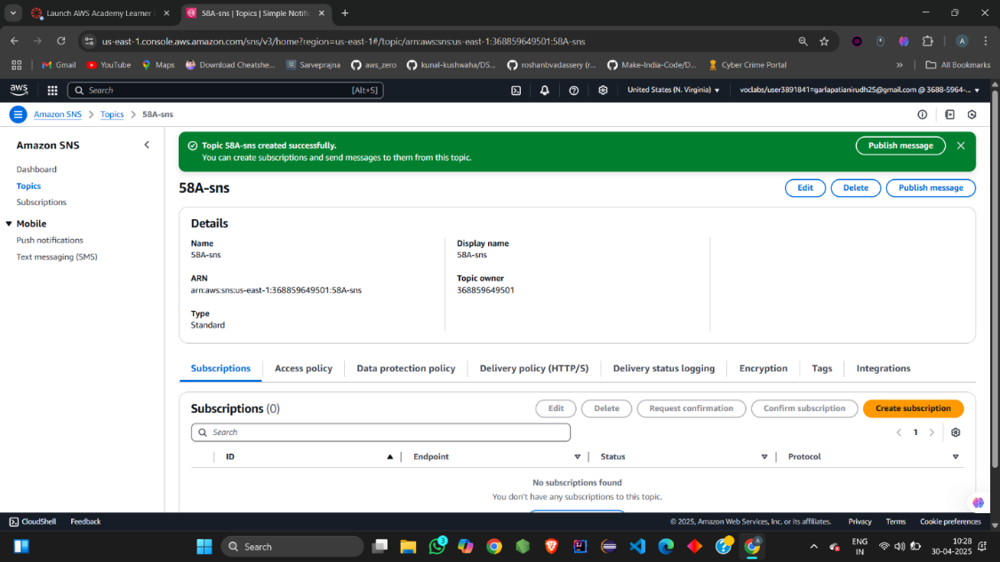 Launch AWS Academy Learner
58A-sns | Topics | Simple Notifi
us-east-1.console.aws.amazon.com/sns/v3/home?region=us-east-1#/topic/arn:aws:sns:us-east-1:368859649501:58A-sns
A
Gmail
YouTube
Maps
Download Cheatshe...
Sarveprajna
aws_zero
kunal-kushwaha/DS...
roshanbvadassery (r...
Make-India-Code/D...
Cyber Crime Portal
»
All Bookmarks
aws
Search
[Alt+S]
United States (N. Virginia)
voclabs/user3891841=garlapatianirudh25@gmail.com @ 3688-5964-...
Amazon SNS
Topics
58A-sns
Amazon SNS
Dashboard
Topics
Subscriptions
Mobile
Push notifications
Text messaging (SMS)
Topic 58A-sns created successfully.
You can create subscriptions and send messages to them from this topic.
Publish message
58A-sns
Edit
Delete
Publish message
Details
Name
58A-sns
ARN
arn:aws:sns:us-east-1:368859649501:58A-sns
Type
Standard
Display name
58A-sns
Topic owner
368859649501
Subscriptions
Access policy
Data protection policy
Delivery policy (HTTP/S)
Delivery status logging
Encryption
Tags
Integrations
Subscriptions (0)
Edit
Delete
Request confirmation
Confirm subscription
Create subscription
Search
1
ID
Endpoint
Status
Protocol
No subscriptions found
You don't have any subscriptions to this topic.
CloudShell
Feedback
© 2025, Amazon Web Services, Inc. or its affiliates.
Privacy
Terms
Cookie preferences
Search
3
A
ENG
IN
10:28
30-04-2025